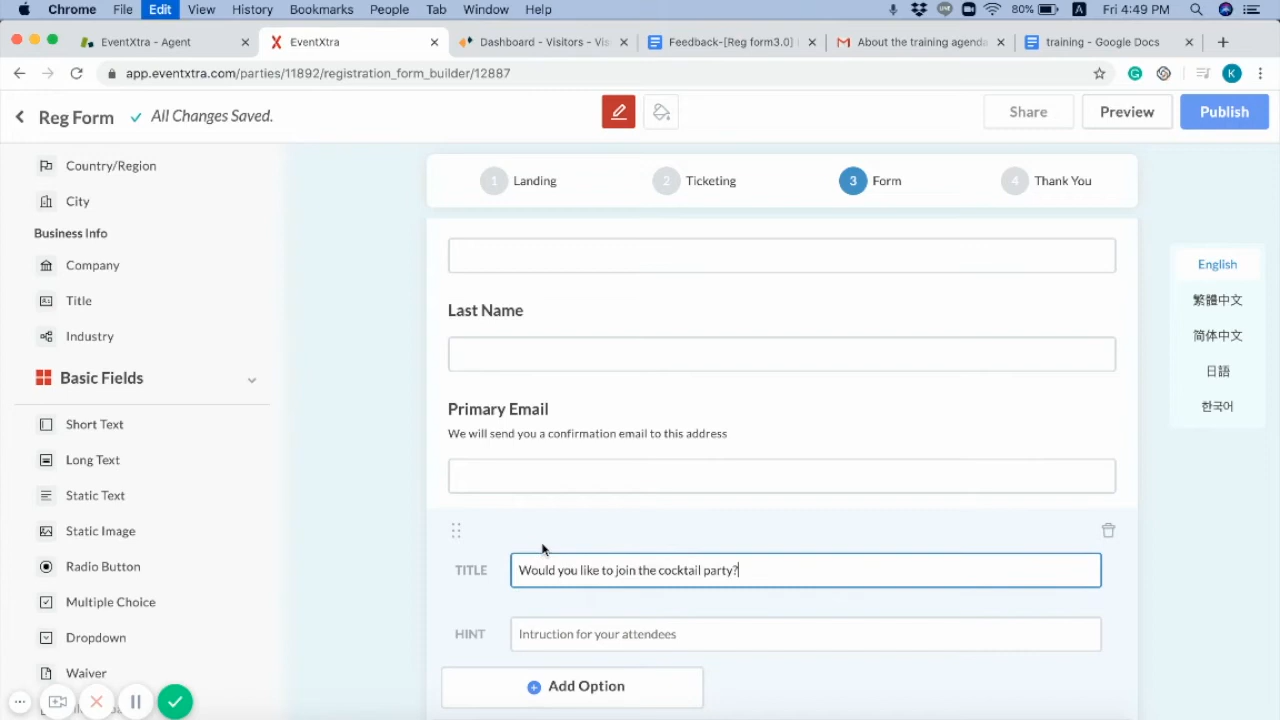 Chrome File Edit View History Bookmarks People Tab Window Help 80% A Fri 4:49 PM
EventXtra - Agent EventXtra Dashboard - Visitors - Vis Feedback-[Reg form3.0] About the training agenda training - Google Docs
app.eventxtra.com/parties/11892/registration_form_builder/12887 K
Reg Form All Changes Saved. Share Preview Publish
Country/Region
City
Business Info
Company
Title
Industry
Basic Fields
Short Text
Long Text
Static Text
Static Image
Radio Button
Multiple Choice
Dropdown
Waiver
1 Landing 2 Ticketing 3 Form 4 Thank You
Last Name
Primary Email
We will send you a confirmation email to this address
TITLE Would you like to join the cocktail party?
HINT Intruction for your attendees
Add Option
English
繁體中文
简体中文
日語
한국어